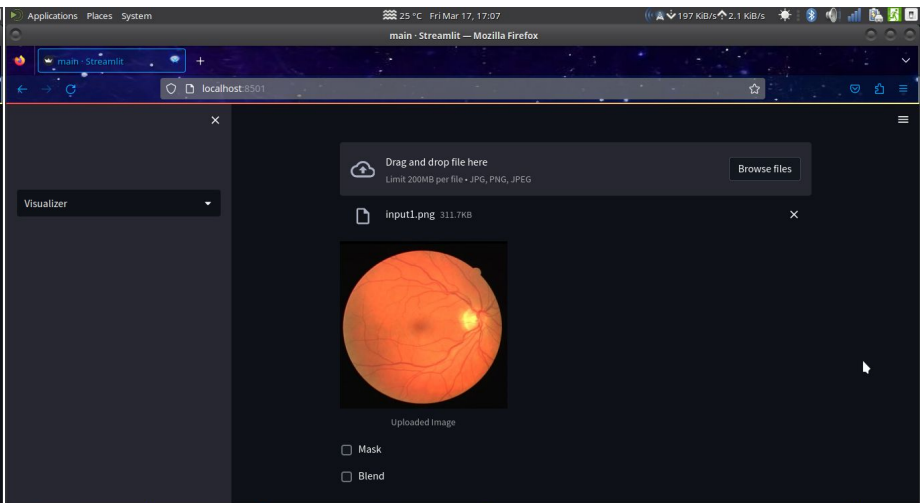 Applications Places System
25 °C Fri Mar 17, 17:07
197 KiB/s 2.1 KiB/s
main · Streamlit — Mozilla Firefox
main · Streamlit
localhost:8501
Drag and drop file here
Limit 200MB per file • JPG, PNG, JPEG
Browse files
Visualizer
input1.png 311.7KB
Uploaded Image
Mask
Blend